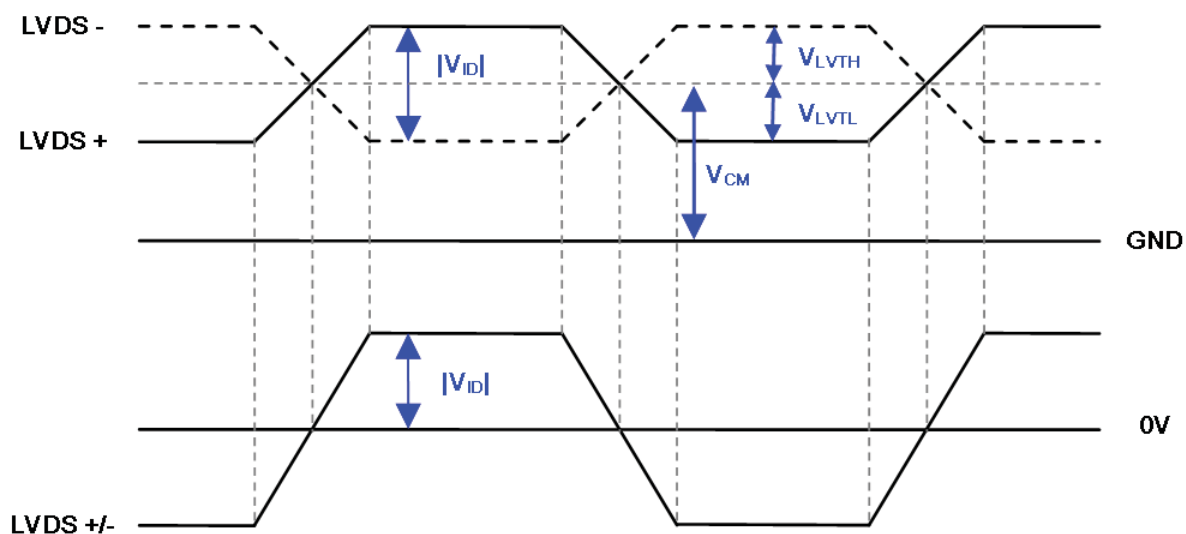 LVDS -
|VID|
VLVTH
VLVTL
LVDS +
VCM
GND
|VID|
0V
LVDS +/-